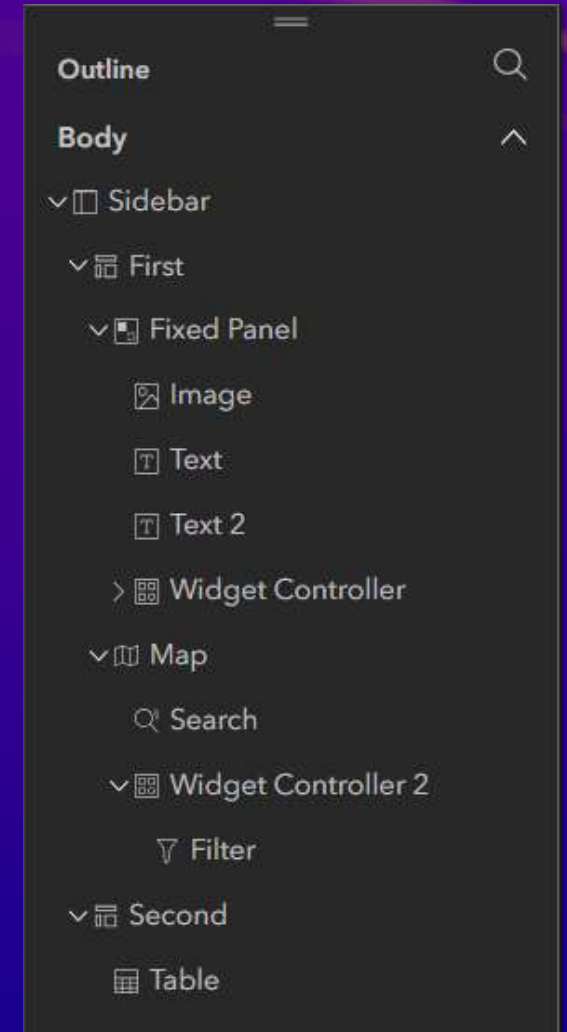 Outline
Body
Sidebar
First
Fixed Panel
Image
Text
Text 2
Widget Controller
Map
Search
Widget Controller 2
Filter
Second
Table